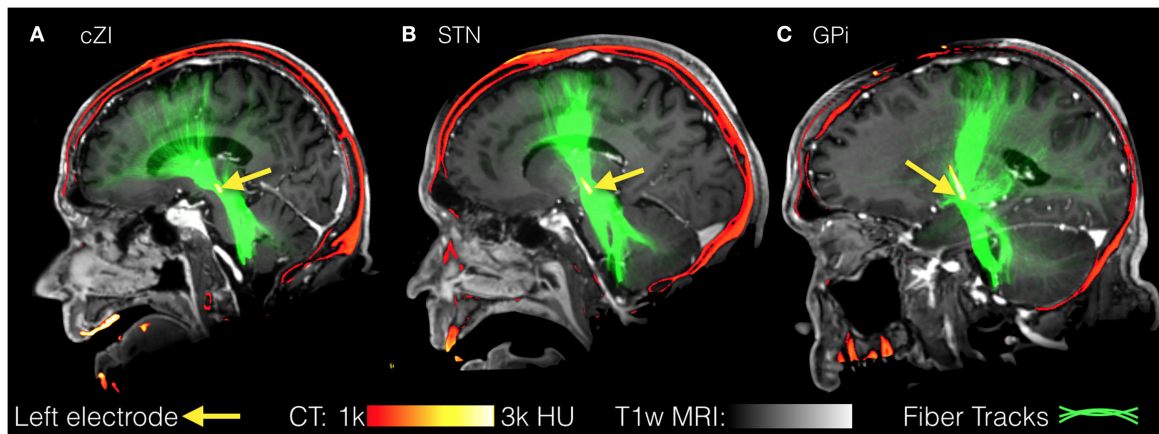 A cZI
B STN
C GPi
Left electrode CT: 1k 3k HU T1w MRI: Fiber Tracks